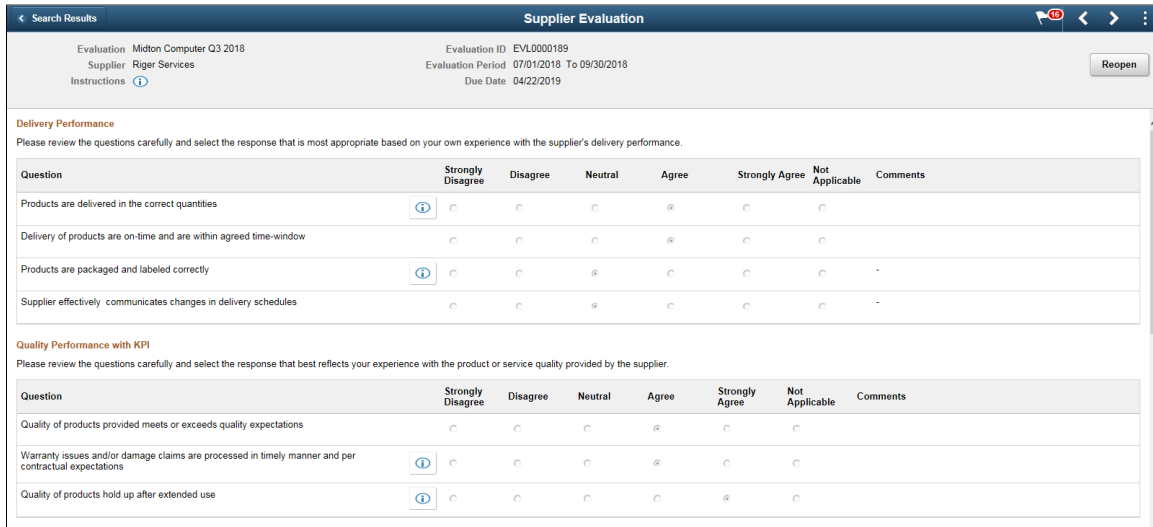 Search Results
Supplier Evaluation
16
Evaluation Midton Computer Q3 2018
Evaluation ID EVL0000189
Supplier Riger Services
Evaluation Period 07/01/2018 To 09/30/2018
Reopen
Instructions
Due Date 04/22/2019
Delivery Performance
Please review the questions carefully and select the response that is most appropriate based on your own experience with the supplier's delivery performance.
Question Strongly Disagree Disagree Neutral Agree Strongly Agree Not Applicable Comments
Products are delivered in the correct quantities
Delivery of products are on-time and are within agreed time-window
Products are packaged and labeled correctly -
Supplier effectively communicates changes in delivery schedules -
Quality Performance with KPI
Please review the questions carefully and select the response that best reflects your experience with the product or service quality provided by the supplier.
Question Strongly Disagree Disagree Neutral Agree Strongly Agree Not Applicable Comments
Quality of products provided meets or exceeds quality expectations
Warranty issues and/or damage claims are processed in timely manner and per
contractual expectations
Quality of products hold up after extended use